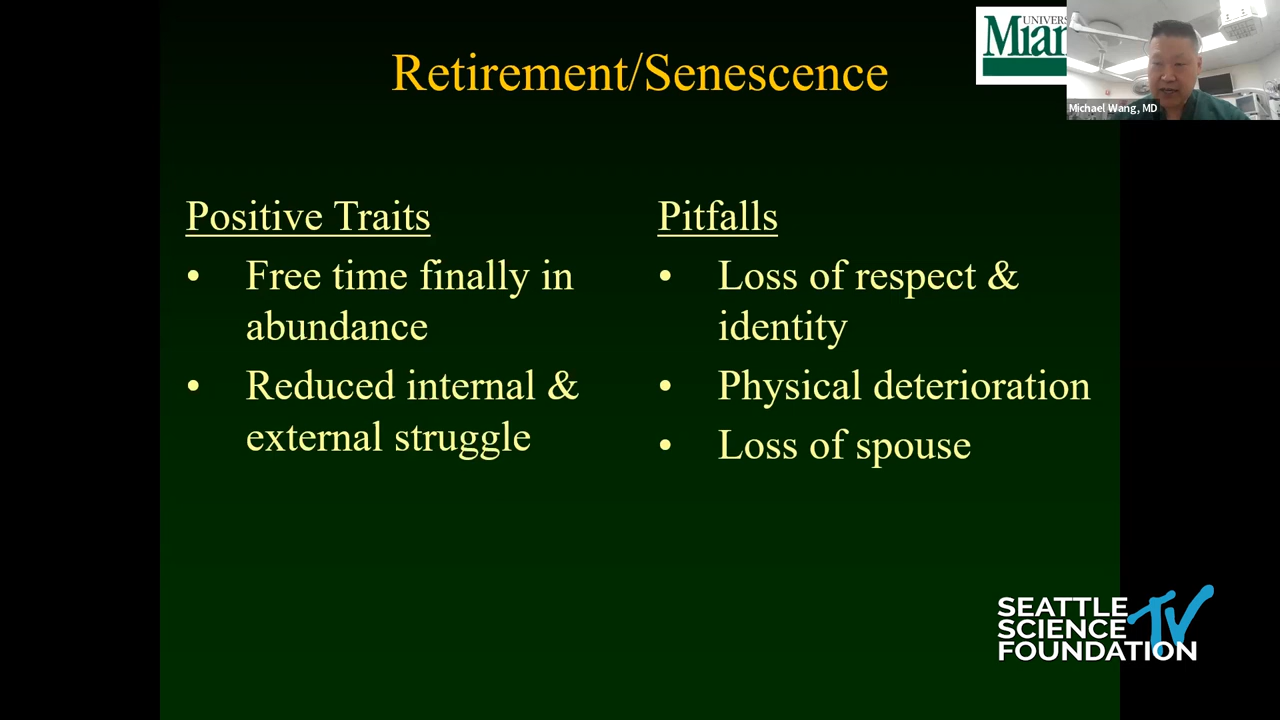 Retirement/Senescence
UNIVERS
Miar
Michael Wang, MD
Positive Traits
• Free time finally in
abundance
• Reduced internal &
external struggle
Pitfalls
• Loss of respect &
identity
• Physical deterioration
• Loss of spouse
SEATTLE
SCIENCE
FOUNDATION
TV